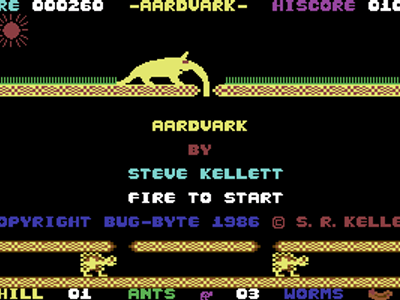 RE 000260 -AARDVARK- HISCORE 010
AARDVARK
BY
STEVE KELLETT
FIRE TO START
OPYRIGHT BUG-BYTE 1986 © S. R. KELLE
HILL 01 ANTS 03 WORMS